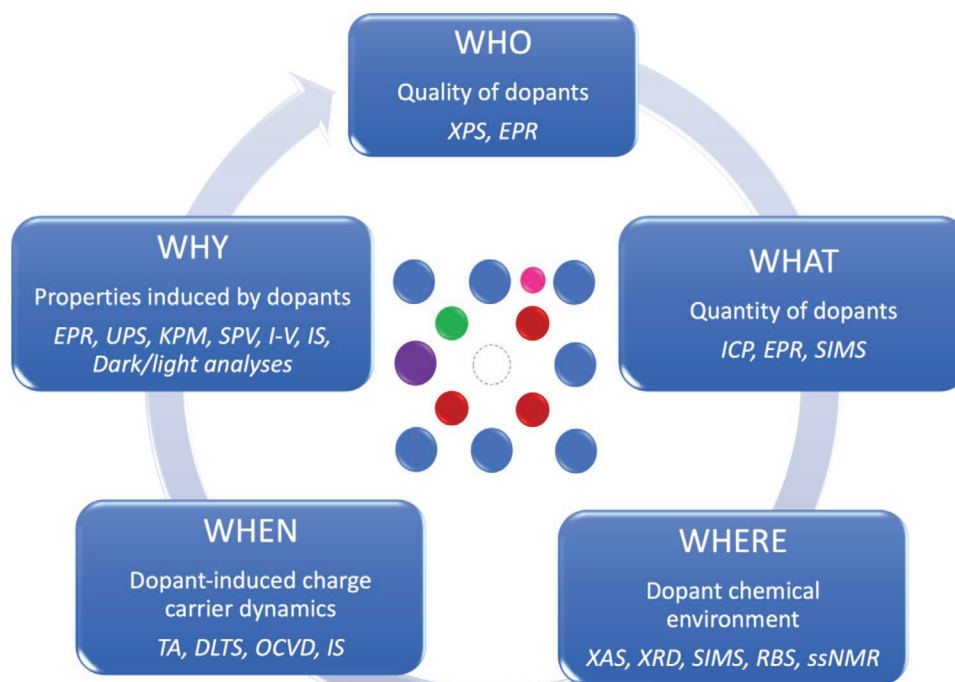 WHO
Quality of dopants
XPS, EPR
WHAT
Quantity of dopants
ICP, EPR, SIMS
WHERE
Dopant chemical
environment
XAS, XRD, SIMS, RBS, ssNMR
WHEN
Dopant-induced charge
carrier dynamics
TA, DLTS, OCVD, IS
WHY
Properties induced by dopants
EPR, UPS, KPM, SPV, I-V, IS,
Dark/light analyses